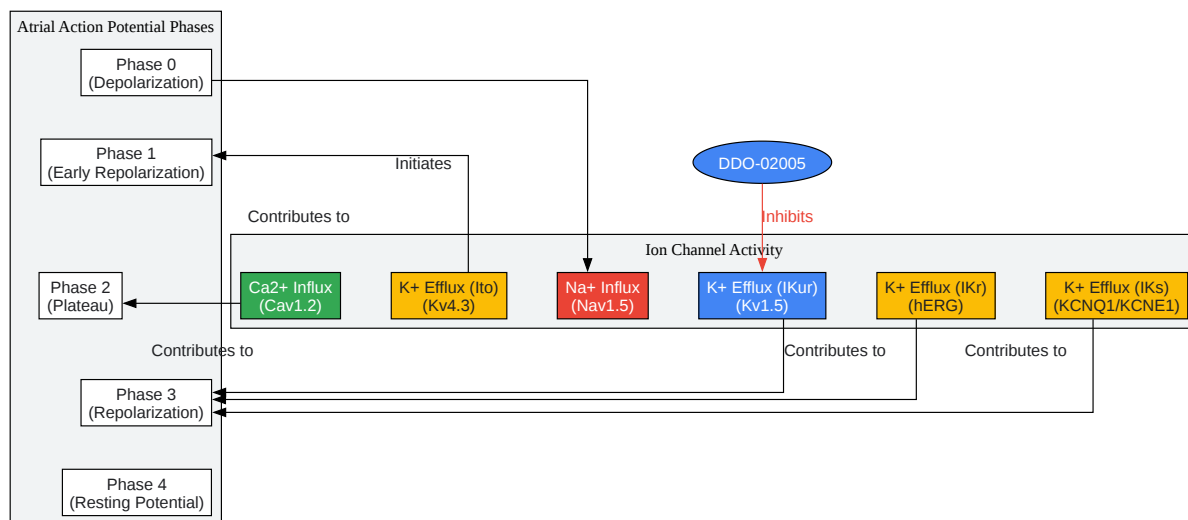 Atrial Action Potential Phases
Phase 0
(Depolarization)
Phase 1
(Early Repolarization)
Initiates
DDO-02005
Contributes to
Inhibits
Ion Channel Activity
Phase 2
(Plateau)
Ca2+ Influx
(Cav1.2)
K+ Efflux (Ito)
(Kv4.3)
Na+ Influx
(Nav1.5)
K+ Efflux (IKur)
(Kv1.5)
K+ Efflux (IKr)
(hERG)
K+ Efflux (IKs)
(KCNQ1/KCNE1)
Contributes to
Contributes to
Contributes to
Phase 3
(Repolarization)
Phase 4
(Resting Potential)